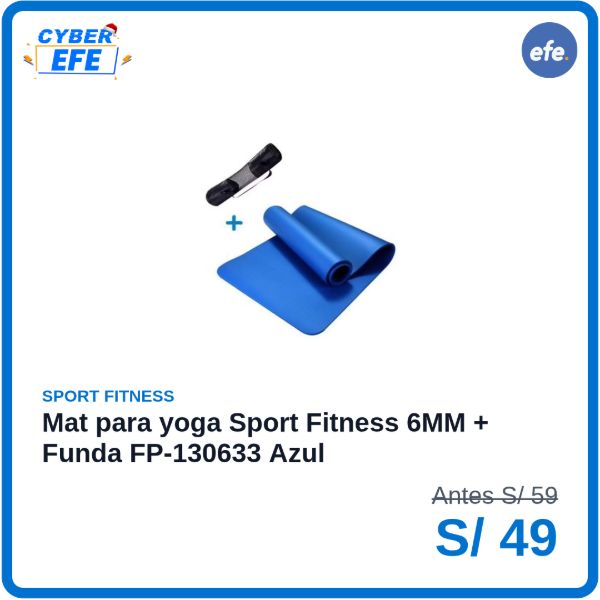 CYBER
EFE
efe.
+
SPORT FITNESS
Mat para yoga Sport Fitness 6MM +
Funda FP-130633 Azul
Antes S/ 59
S/ 49